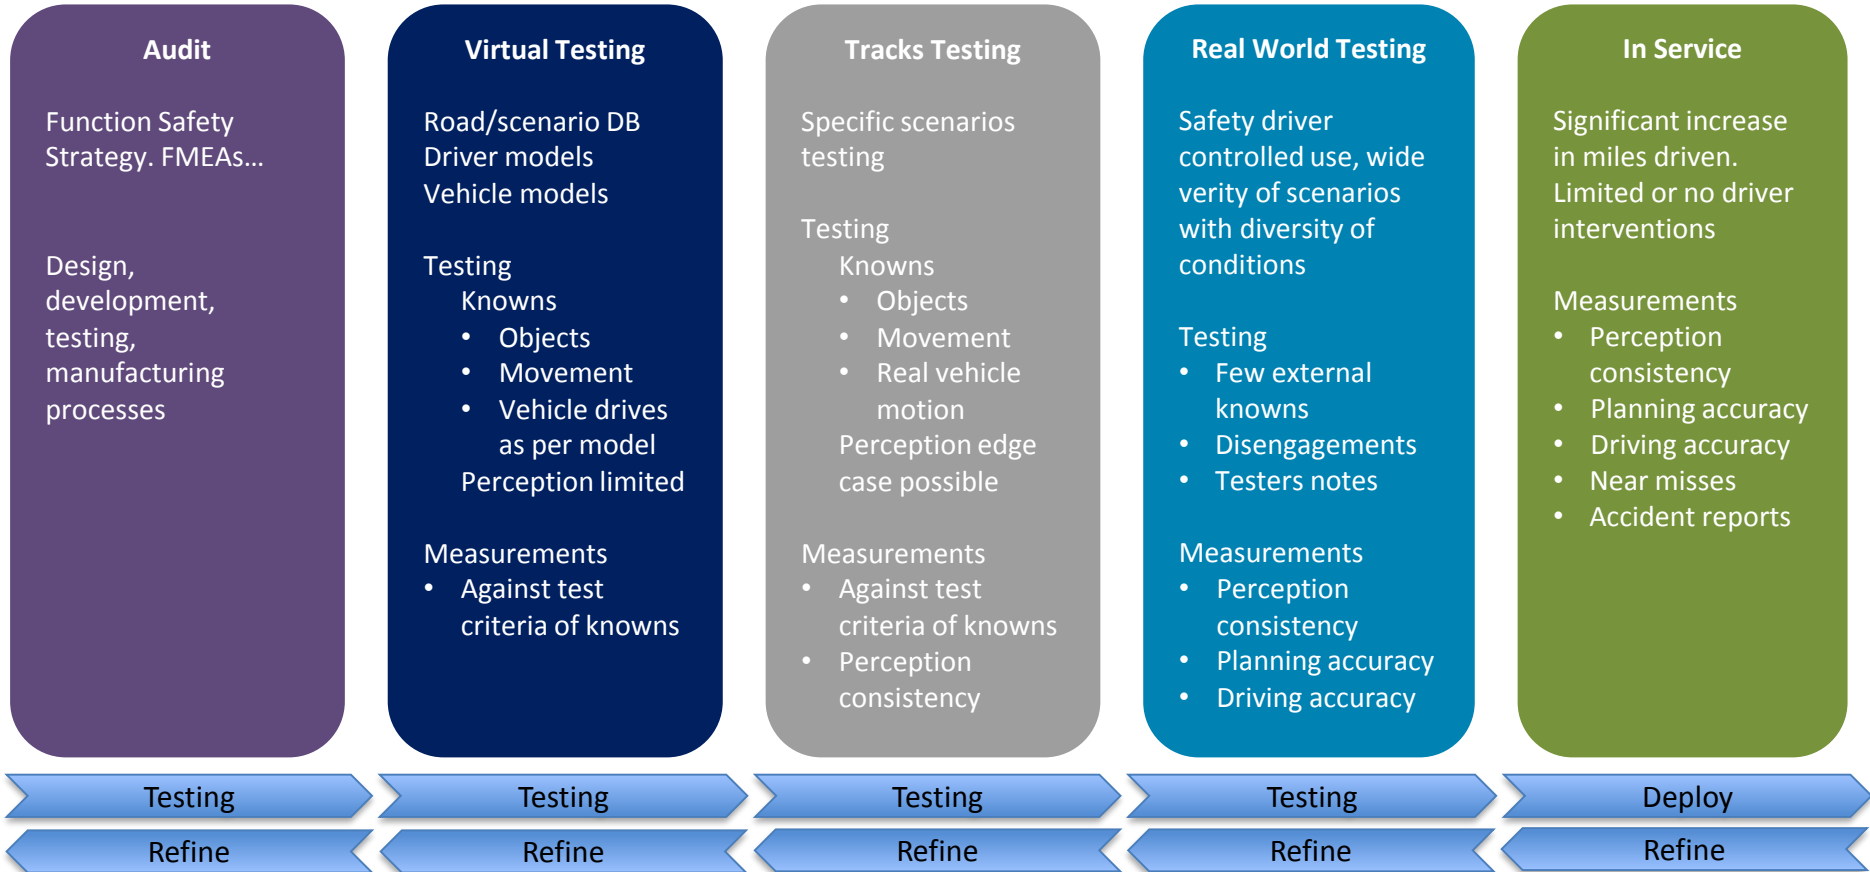 Audit
Function Safety
Strategy. FMEAs...
Design,
development,
testing,
manufacturing
processes
Virtual Testing
Road/scenario DB
Driver models
Vehicle models
Testing
Knowns
• Objects
• Movement
• Vehicle drives
as per model
Perception limited
Measurements
• Against test
criteria of knowns
Tracks Testing
Specific scenarios
testing
Testing
Knowns
• Objects
• Movement
• Real vehicle
motion
Perception edge
case possible
Measurements
• Against test
criteria of knowns
• Perception
consistency
Real World Testing
Safety driver
controlled use, wide
verity of scenarios
with diversity of
conditions
Testing
• Few external
knowns
• Disengagements
• Testers notes
Measurements
• Perception
consistency
• Planning accuracy
• Driving accuracy
In Service
Significant increase
in miles driven.
Limited or no driver
interventions
Measurements
• Perception
consistency
• Planning accuracy
• Driving accuracy
• Near misses
• Accident reports
Testing
Testing
Testing
Testing
Deploy
Refine
Refine
Refine
Refine
Refine